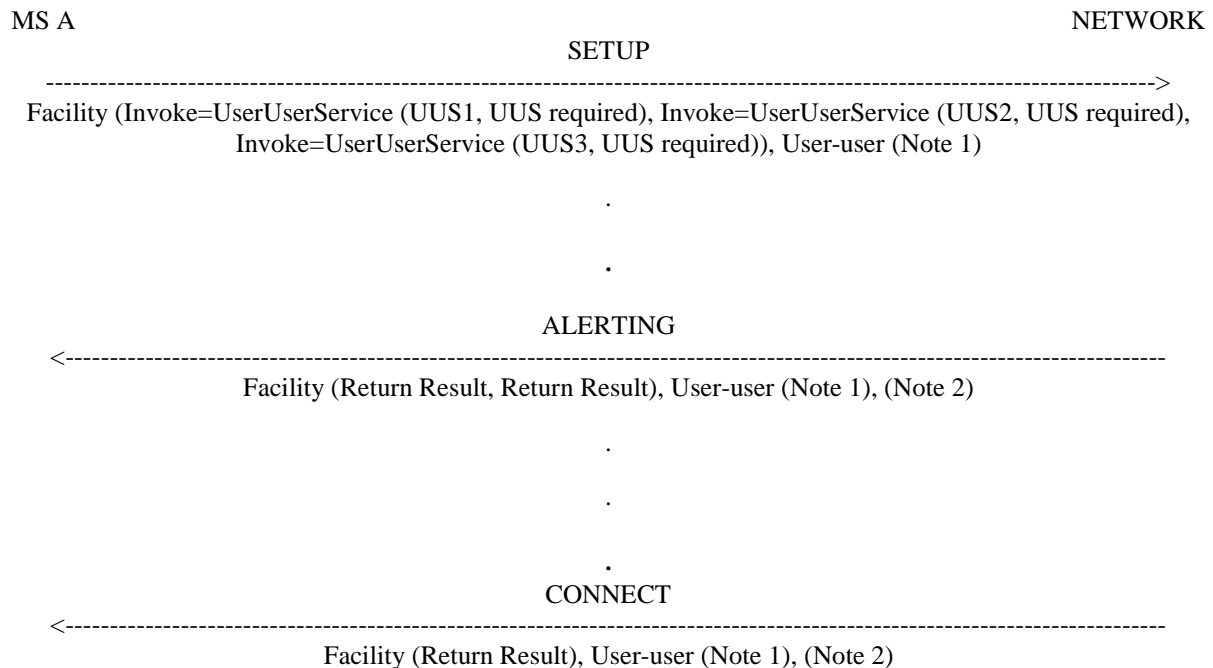 MS A NETWORK
SETUP
------------------------------------------------------------------------------------------------------------------------------->
Facility (Invoke=UserUserService (UUS1, UUS required), Invoke=UserUserService (UUS2, UUS required),
Invoke=UserUserService (UUS3, UUS required)), User-user (Note 1)
.
.
ALERTING
<-------------------------------------------------------------------------------------------------------------------------------
Facility (Return Result, Return Result), User-user (Note 1), (Note 2)
.
.
.
CONNECT
<-------------------------------------------------------------------------------------------------------------------------------
Facility (Return Result), User-user (Note 1), (Note 2)